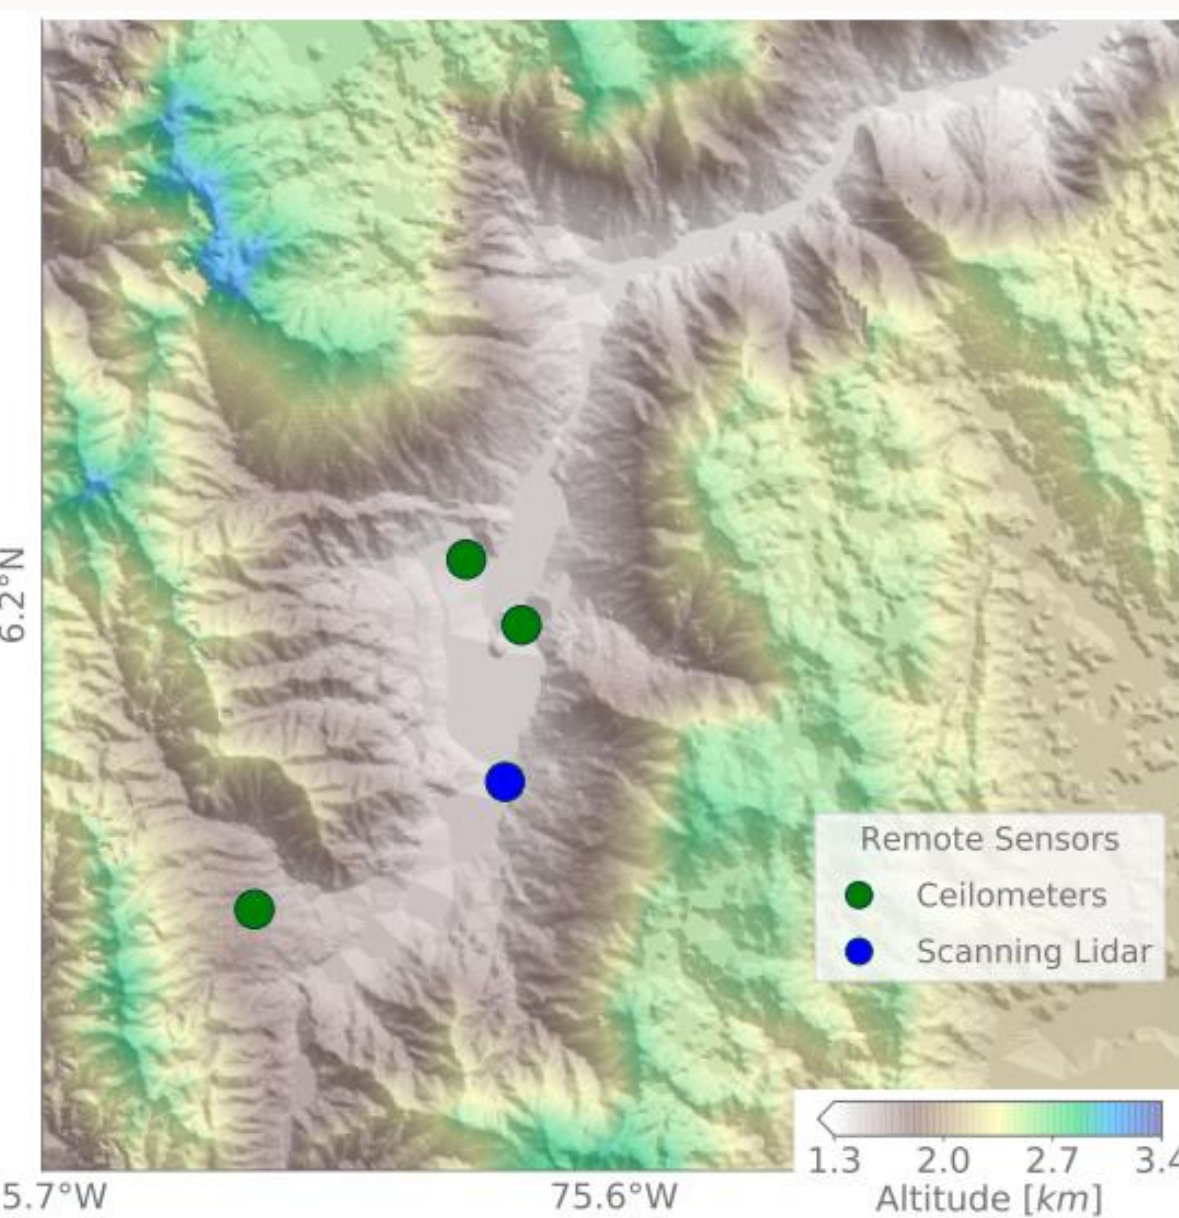 6.2°N
Remote Sensors
Ceilometers
Scanning Lidar
1.3 2.0 2.7 3.4
5.7°W 75.6°W
Altitude [km]